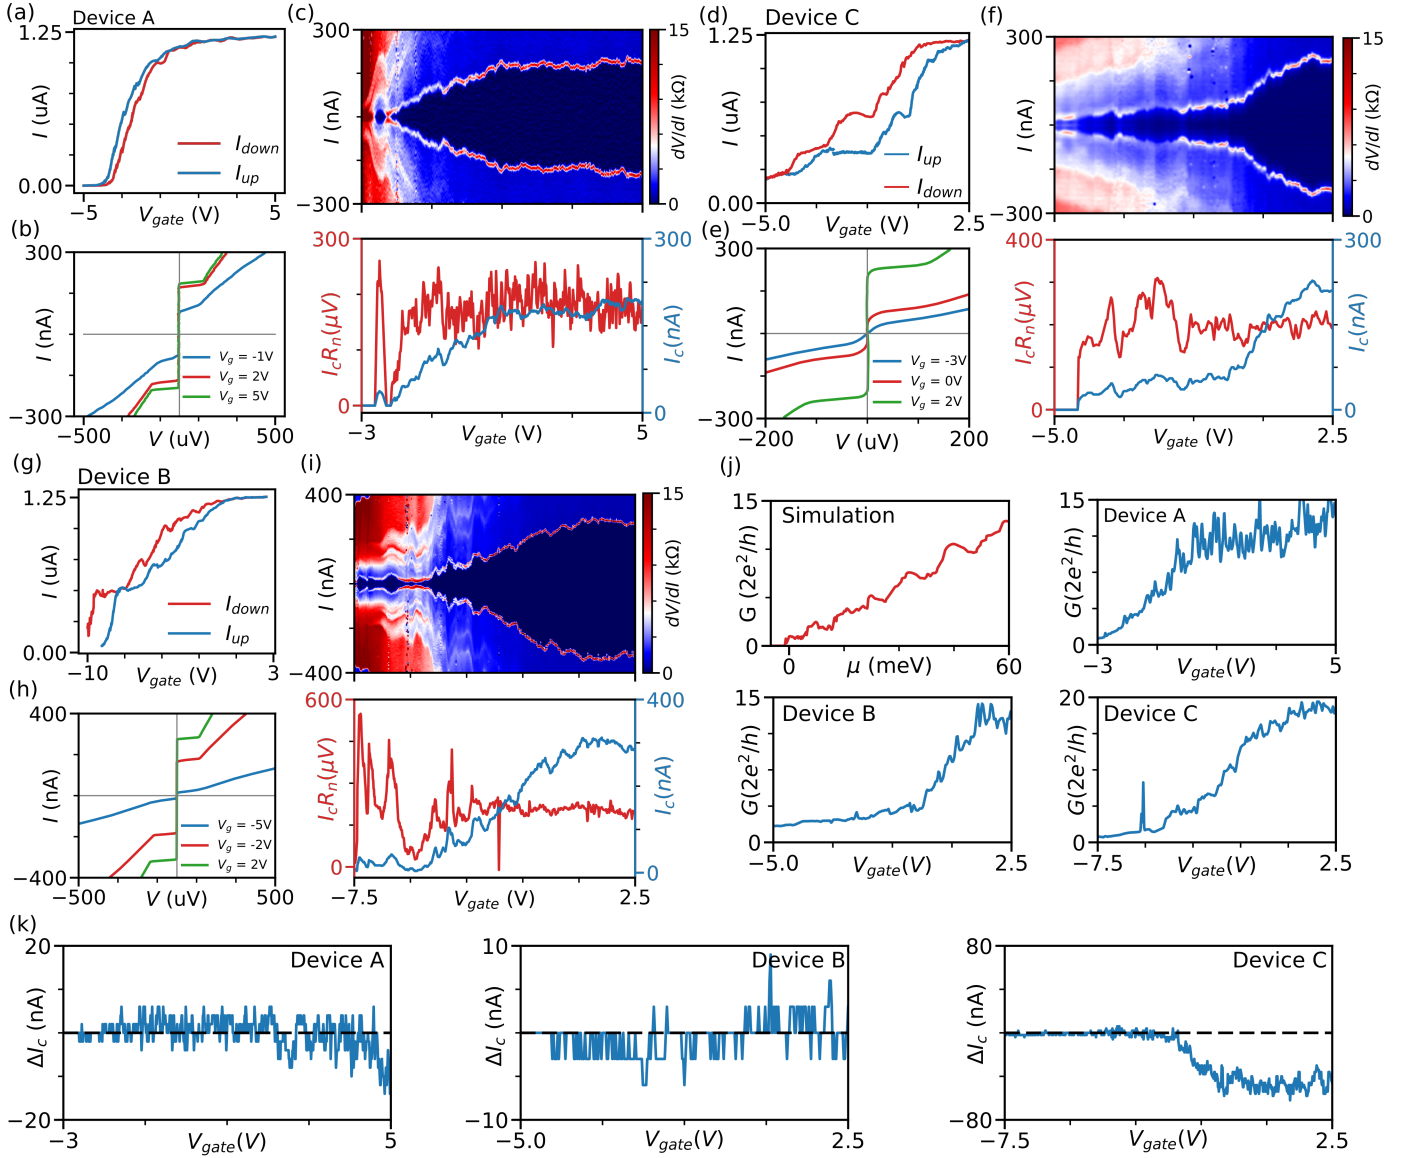 (a)
Device A
1.25
I (uA)
0.00
I_down
I_up
−5
V_gate (V)
5
(b)
300
I (nA)
−300
V_g = -1V
V_g = 2V
V_g = 5V
−500
V (uV)
500
(c)
300
I (nA)
−300
15
dV/dI (kΩ)
0
300
I_cR_n(μV)
0
300
I_c(nA)
0
−3
V_gate (V)
5
(d)
Device C
1.25
I (uA)
0.00
I_up
I_down
−5.0
V_gate (V)
2.5
(e)
300
I (nA)
−300
V_g = -3V
V_g = 0V
V_g = 2V
−200
V (uV)
200
(f)
300
I (nA)
−300
15
dV/dI (kΩ)
0
400
I_cR_n(μV)
0
300
I_c(nA)
0
−5.0
V_gate (V)
2.5
(g)
Device B
1.25
I (uA)
0.00
I_down
I_up
−10
V_gate (V)
3
(h)
400
I (nA)
−400
V_g = -5V
V_g = -2V
V_g = 2V
−500
V (uV)
500
(i)
400
I (nA)
−400
15
dV/dI (kΩ)
0
600
I_cR_n(μV)
0
400
I_c(nA)
0
−7.5
V_gate (V)
2.5
(j)
15
Simulation
G (2e²/h)
0
0
μ (meV)
60
15
Device A
G(2e²/h)
0
−3
V_gate(V)
5
15
Device B
G(2e²/h)
0
−5.0
V_gate(V)
2.5
20
Device C
G(2e²/h)
0
−7.5
V_gate(V)
2.5
(k)
20
Device A
ΔI_c (nA)
−20
−3
V_gate(V)
5
10
Device B
ΔI_c (nA)
−10
−5.0
V_gate(V)
2.5
80
Device C
ΔI_c (nA)
−80
−7.5
V_gate(V)
2.5